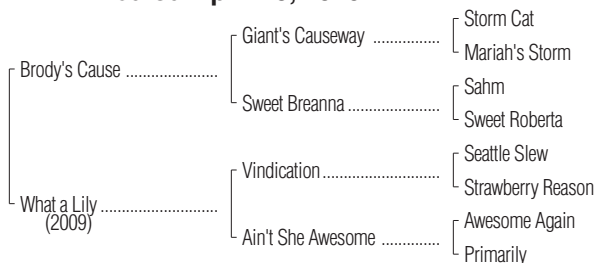 Brody's Cause
What a Lily
(2009)
Giant's Causeway
Sweet Breanna
Vindication
Ain't She Awesome
Storm Cat
Mariah's Storm
Sahm
Sweet Roberta
Seattle Slew
Strawberry Reason
Awesome Again
Primarily